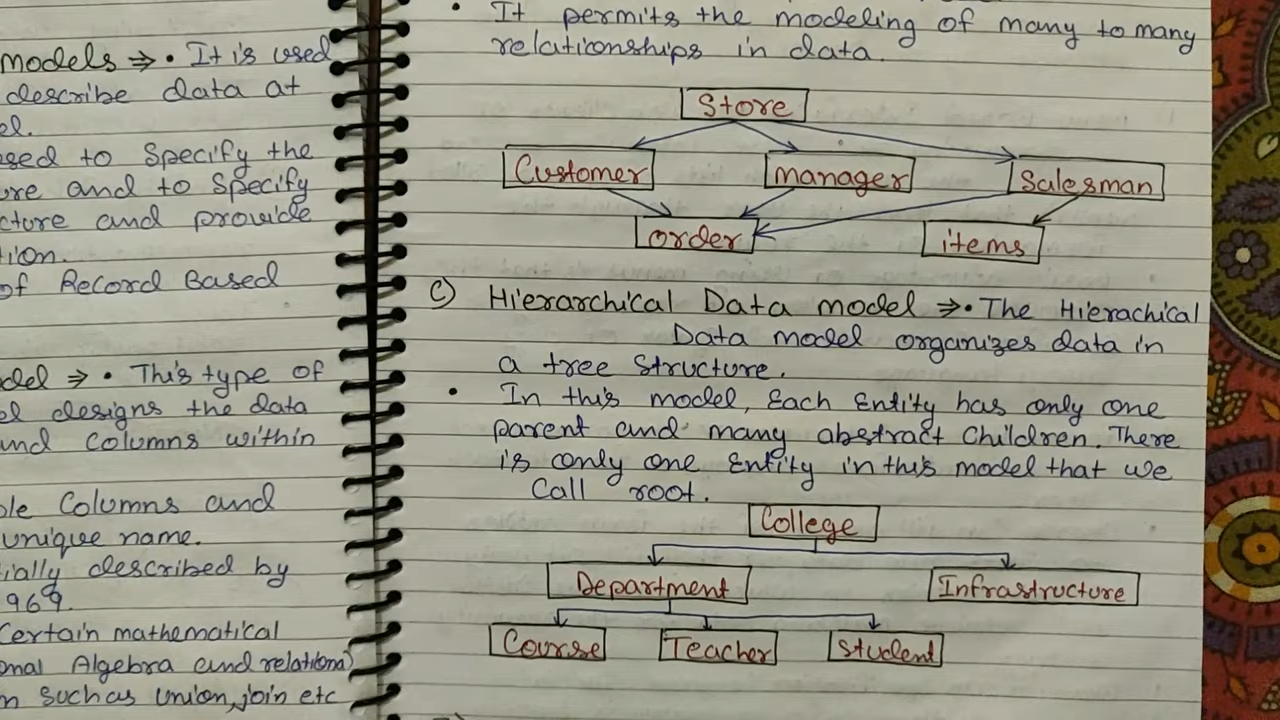 models ⇒ • It is used
describe data at
el.
sed to Specify the
ure and to Specify
cture and provide
tion.
of Record Based
del ⇒ • This type of
el designs the data
and Columns within
ole Columns and
unique name.
ially described by
969.
Certain mathematical
onal Algebra and relational
n such as Union, join etc
• It permits the modeling of many to many
relationships in data.
Store
Customer manager Salesman
order items
C) Hierarchical Data model ⇒ • The Hierachical
Data model organizes data in
a tree Structure.
• In this model, Each Entity has only one
parent and many abstract Children. There
is only one Entity in this model that we
Call root.
College
Department Infrastructure
Course Teacher Student